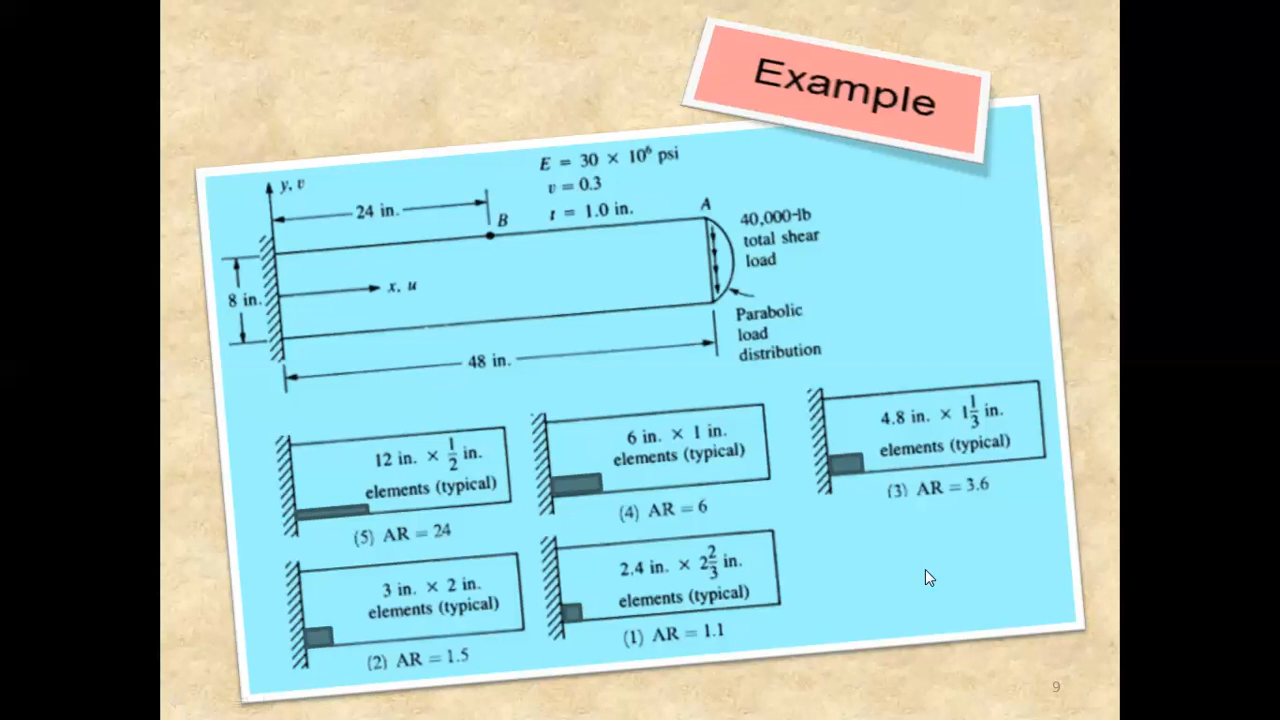 Example
E = 30 × 10⁶ psi
υ = 0.3
t = 1.0 in.
y, υ
24 in.
B
A
40,000-lb
total shear
load
x, u
8 in.
Parabolic
load
distribution
48 in.
12 in. × 1/2 in.
elements (typical)
(5) AR = 24
6 in. × 1 in.
elements (typical)
(4) AR = 6
4.8 in. × 1 1/3 in.
elements (typical)
(3) AR = 3.6
3 in. × 2 in.
elements (typical)
(2) AR = 1.5
2.4 in. × 2 2/3 in.
elements (typical)
(1) AR = 1.1
9